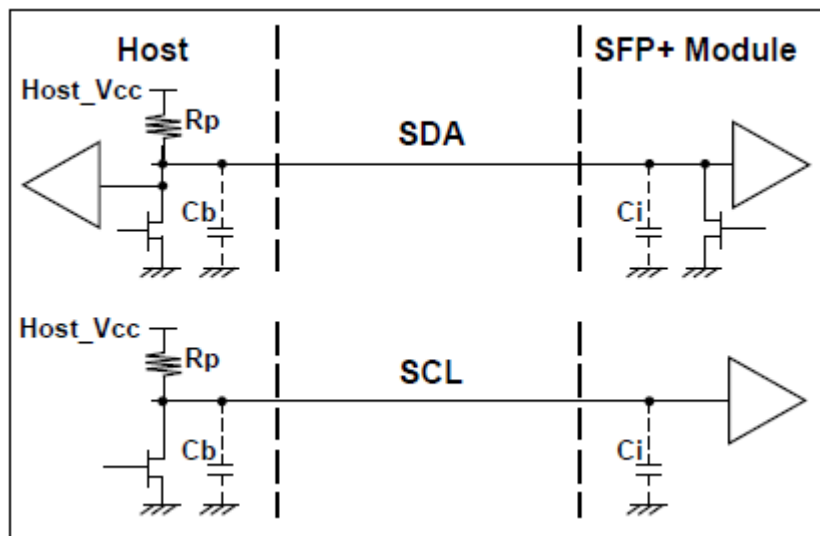 Host
SFP+ Module
Host_Vcc
Rp
SDA
Cb
Ci
Host_Vcc
Rp
SCL
Cb
Ci